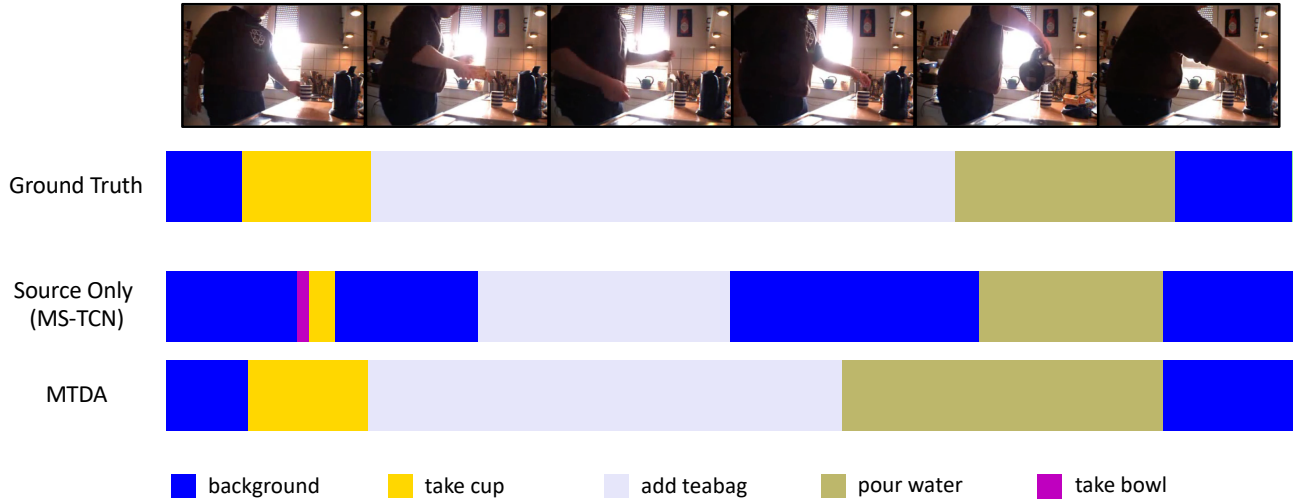 Ground Truth
Source Only
(MS-TCN)
MTDA
background
take cup
add teabag
pour water
take bowl